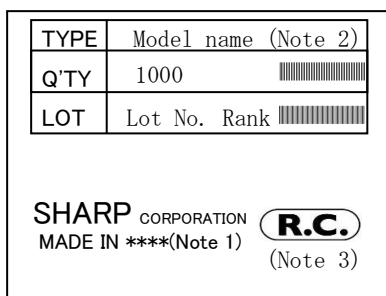 TYPE Model name (Note 2)
Q'TY 1000
LOT Lot No. Rank
SHARP CORPORATION
MADE IN ****(Note 1)
R.C.
(Note 3)